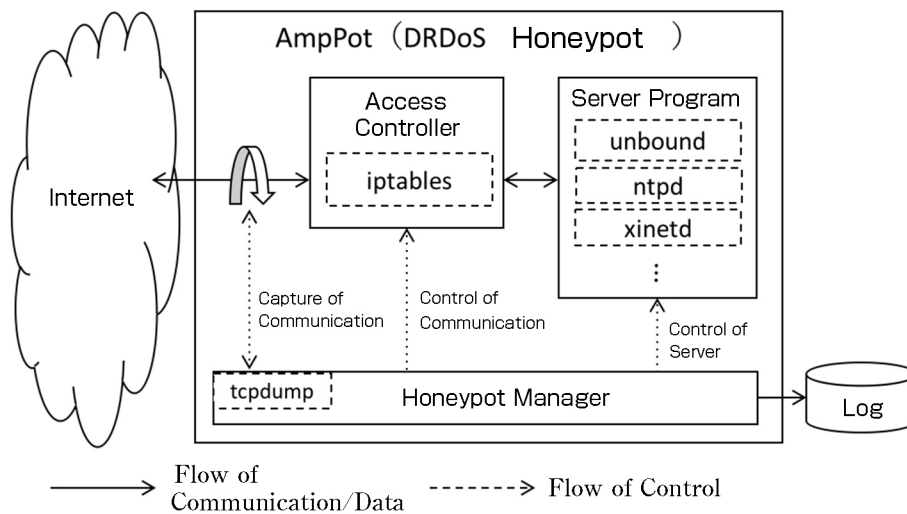 AmpPot（DRDoS Honeypot ）
Access
Controller
iptables
Server Program
unbound
ntpd
xinetd
⋮
Internet
Capture of
Communication
Control of
Communication
Control of
Server
tcpdump
Honeypot Manager
Log
Flow of
Communication/Data
Flow of Control